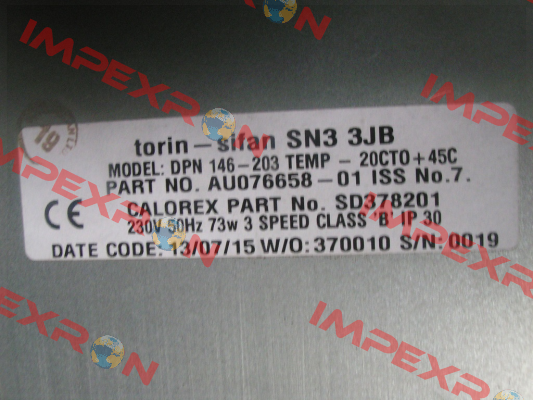 torin-sifan SN3 3JB
MODEL: DPN 146-203 TEMP - 20CTO+45C
PART NO. AU076658-01 ISS No.7.
CE CALOREX PART No. SD378201
230V 50Hz 73w 3 SPEED CLASS 'B' IP 30
DATE CODE: 13/07/15 W/O: 370010 S/N: 0019
19
IMPEXRON
IMPEXRON
IMPEXRON
IMPEXRON
IMPEXRON